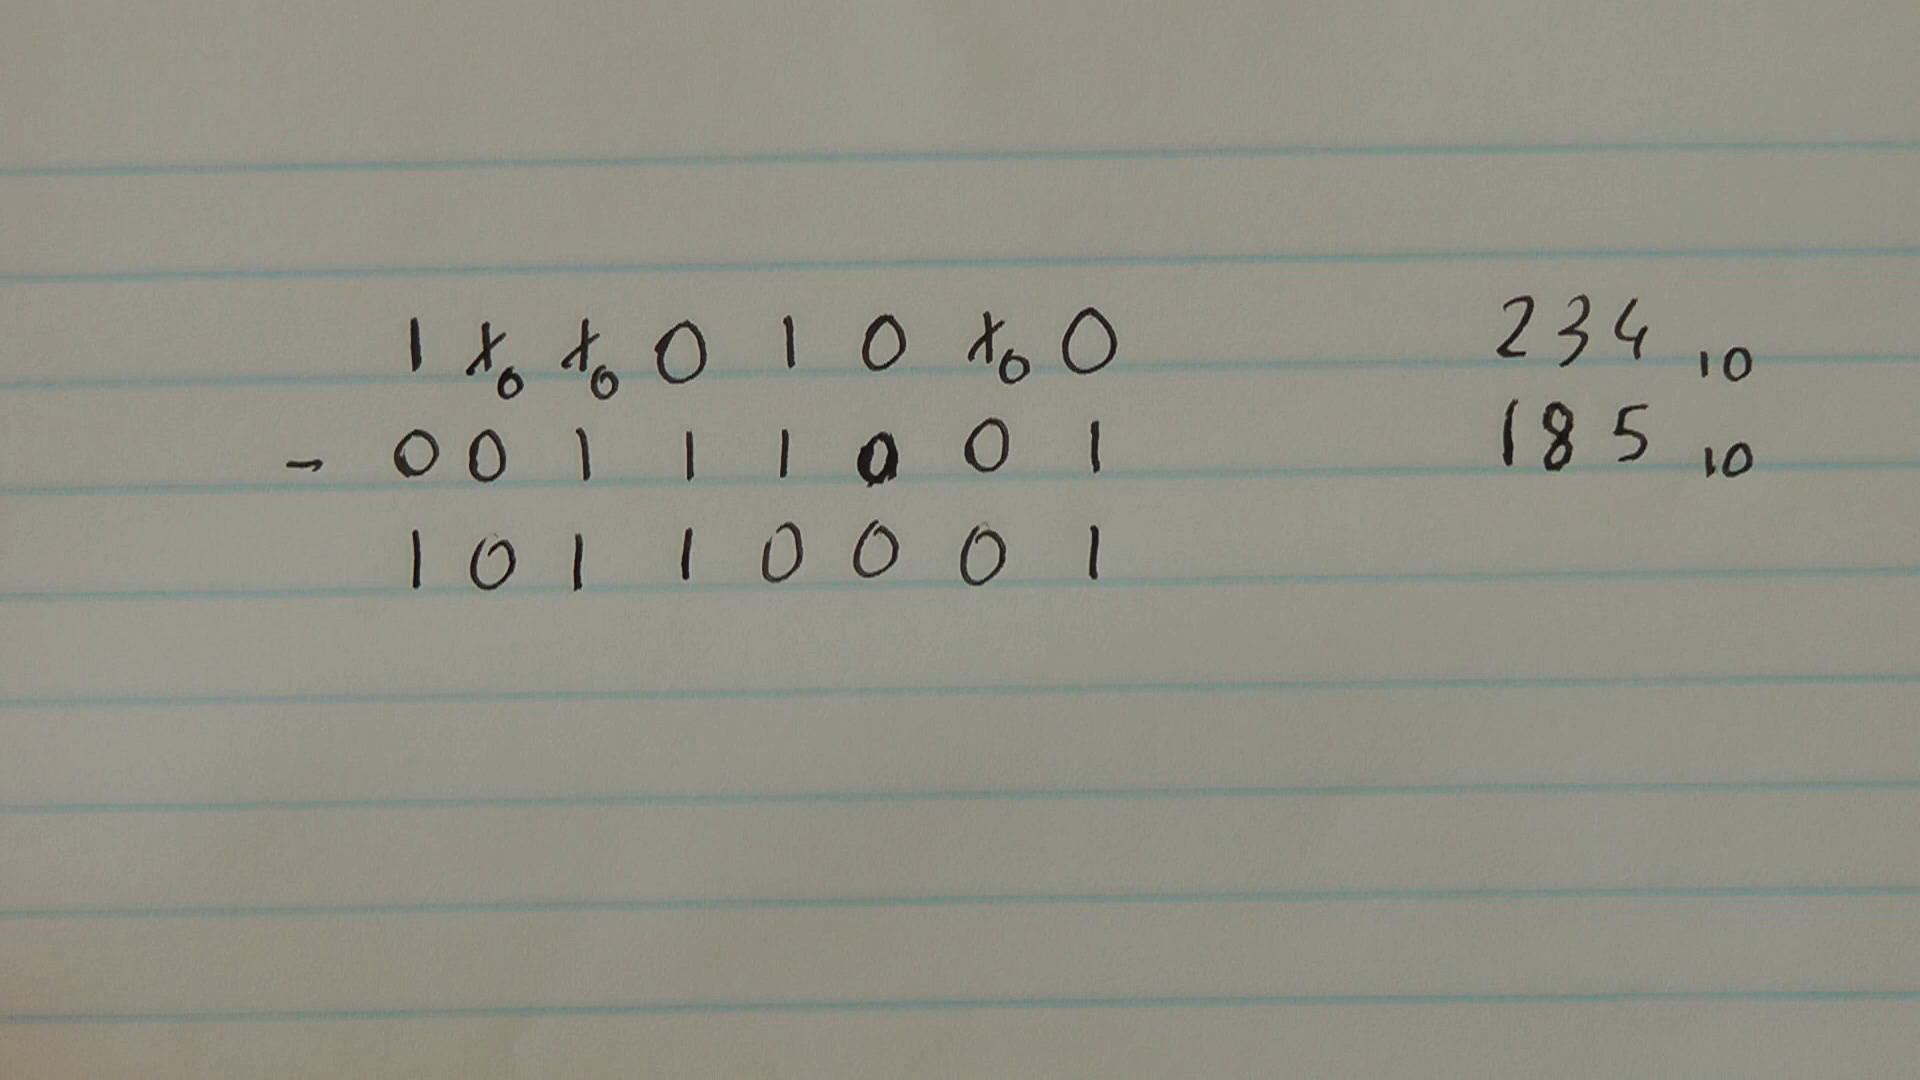 1 1̸0 1̸0 0 1 0 1̸0 0 234 10
- 0 0 1 1 1 0 0 1 185 10
1 0 1 1 0 0 0 1